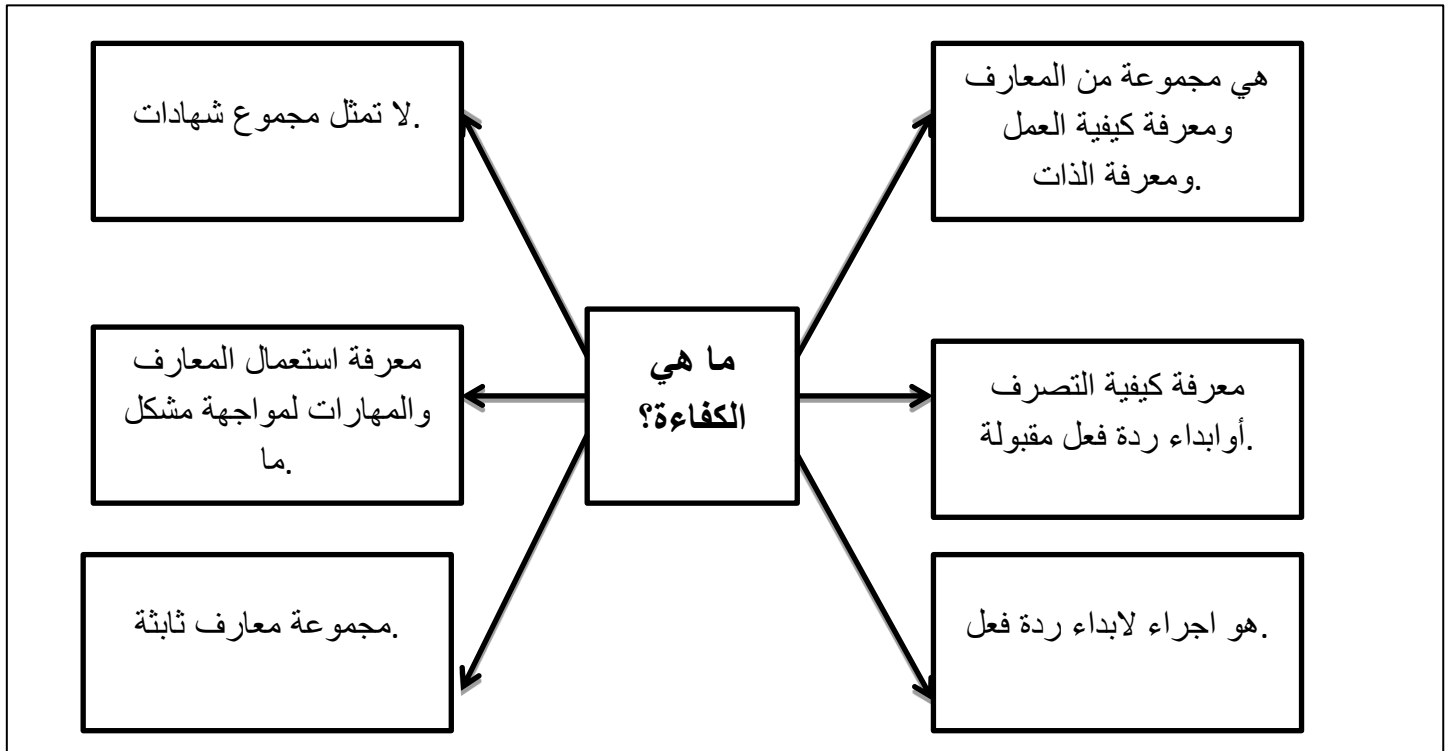 هي مجموعة من المعارف
ومعرفة كيفية العمل
ومعرفة الذات.
لا تمثل مجموع شهادات.
ما هي
الكفاءة؟
معرفة كيفية التصرف
أوابداء ردة فعل مقبولة.
معرفة استعمال المعارف
والمهارات لمواجهة مشكل
ما.
هو اجراء لابداء ردة فعل.
مجموعة معارف ثابثة.